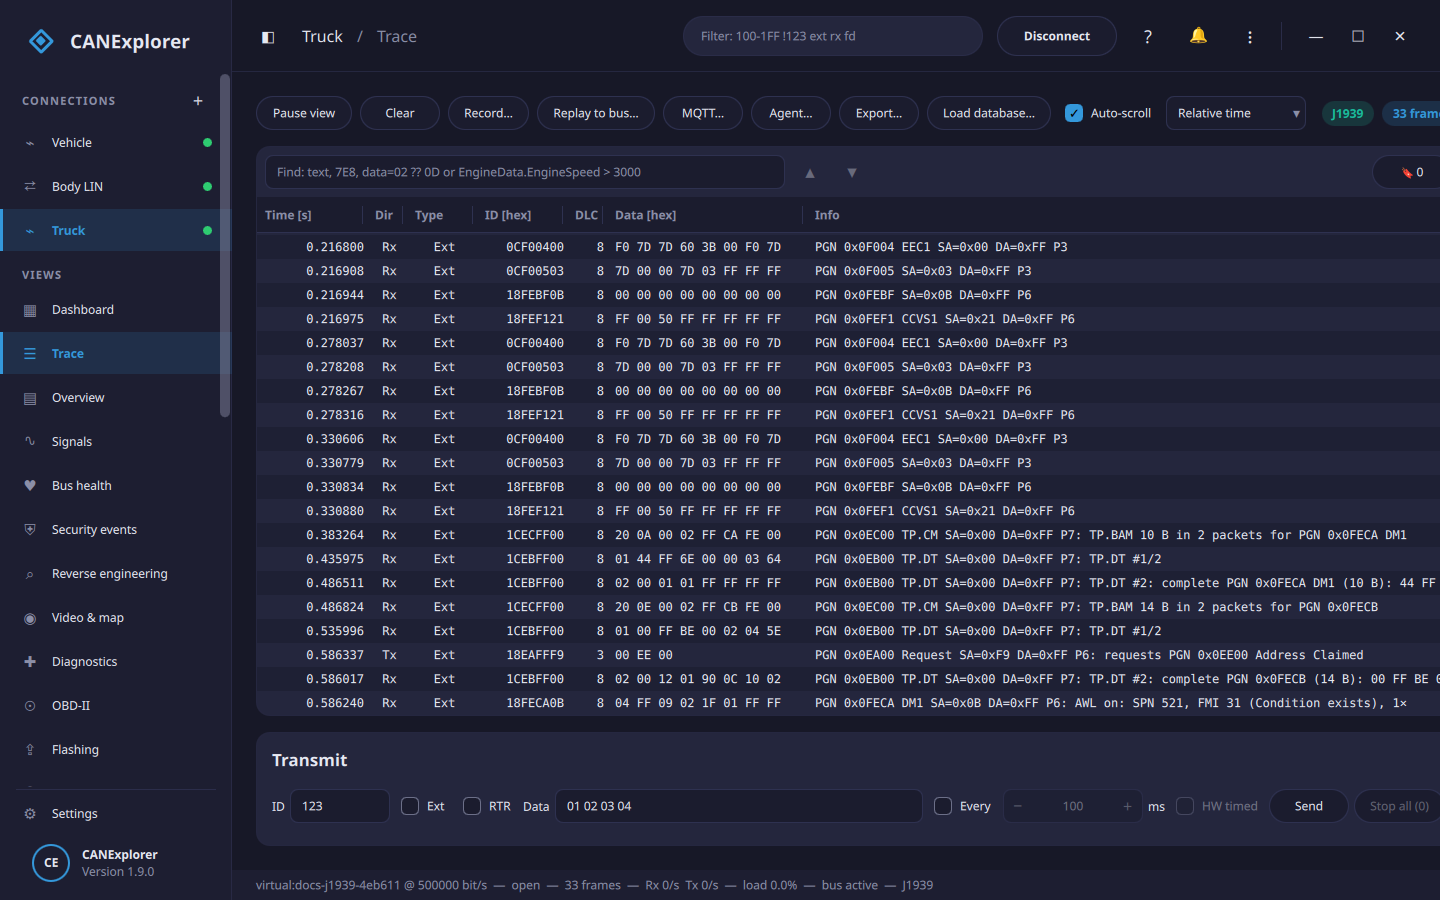 CANExplorer
Truck / Trace
Filter: 100-1FF !123 ext rx fd
Disconnect
?
CONNECTIONS +
Vehicle
Body LIN
Truck
VIEWS
Dashboard
Trace
Overview
Signals
Bus health
Security events
Reverse engineering
Video & map
Diagnostics
OBD-II
Flashing
Settings
CE
CANExplorer
Version 1.9.0
Pause view Clear Record... Replay to bus... MQTT... Agent... Export... Load database... ✓ Auto-scroll Relative time J1939 33 fram
Find: text, 7E8, data=02 ?? 0D or EngineData.EngineSpeed > 3000
0
Time [s] Dir Type ID [hex] DLC Data [hex] Info
0.216800 Rx Ext 0CF00400 8 F0 7D 7D 60 3B 00 F0 7D PGN 0x0F004 EEC1 SA=0x00 DA=0xFF P3
0.216908 Rx Ext 0CF00503 8 7D 00 00 7D 03 FF FF FF PGN 0x0F005 SA=0x03 DA=0xFF P3
0.216944 Rx Ext 18FEBF0B 8 00 00 00 00 00 00 00 00 PGN 0x0FEBF SA=0x0B DA=0xFF P6
0.216975 Rx Ext 18FEF121 8 FF 00 50 FF FF FF FF FF PGN 0x0FEF1 CCVS1 SA=0x21 DA=0xFF P6
0.278037 Rx Ext 0CF00400 8 F0 7D 7D 60 3B 00 F0 7D PGN 0x0F004 EEC1 SA=0x00 DA=0xFF P3
0.278208 Rx Ext 0CF00503 8 7D 00 00 7D 03 FF FF FF PGN 0x0F005 SA=0x03 DA=0xFF P3
0.278267 Rx Ext 18FEBF0B 8 00 00 00 00 00 00 00 00 PGN 0x0FEBF SA=0x0B DA=0xFF P6
0.278316 Rx Ext 18FEF121 8 FF 00 50 FF FF FF FF FF PGN 0x0FEF1 CCVS1 SA=0x21 DA=0xFF P6
0.330606 Rx Ext 0CF00400 8 F0 7D 7D 60 3B 00 F0 7D PGN 0x0F004 EEC1 SA=0x00 DA=0xFF P3
0.330779 Rx Ext 0CF00503 8 7D 00 00 7D 03 FF FF FF PGN 0x0F005 SA=0x03 DA=0xFF P3
0.330834 Rx Ext 18FEBF0B 8 00 00 00 00 00 00 00 00 PGN 0x0FEBF SA=0x0B DA=0xFF P6
0.330880 Rx Ext 18FEF121 8 FF 00 50 FF FF FF FF FF PGN 0x0FEF1 CCVS1 SA=0x21 DA=0xFF P6
0.383264 Rx Ext 1CECFF00 8 20 0A 00 02 FF CA FE 00 PGN 0x0EC00 TP.CM SA=0x00 DA=0xFF P7: TP.BAM 10 B in 2 packets for PGN 0x0FECA DM1
0.435975 Rx Ext 1CEBFF00 8 01 44 FF 6E 00 00 03 64 PGN 0x0EB00 TP.DT SA=0x00 DA=0xFF P7: TP.DT #1/2
0.486511 Rx Ext 1CEBFF00 8 02 00 01 01 FF FF FF FF PGN 0x0EB00 TP.DT SA=0x00 DA=0xFF P7: TP.DT #2: complete PGN 0x0FECA DM1 (10 B): 44 FF
0.486824 Rx Ext 1CECFF00 8 20 0E 00 02 FF CB FE 00 PGN 0x0EC00 TP.CM SA=0x00 DA=0xFF P7: TP.BAM 14 B in 2 packets for PGN 0x0FECB
0.535996 Rx Ext 1CEBFF00 8 01 00 FF BE 00 02 04 5E PGN 0x0EB00 TP.DT SA=0x00 DA=0xFF P7: TP.DT #1/2
0.586337 Tx Ext 18EAFFF9 3 00 EE 00 PGN 0x0EA00 Request SA=0xF9 DA=0xFF P6: requests PGN 0x0EE00 Address Claimed
0.586017 Rx Ext 1CEBFF00 8 02 00 12 01 90 0C 10 02 PGN 0x0EB00 TP.DT SA=0x00 DA=0xFF P7: TP.DT #2: complete PGN 0x0FECB (14 B): 00 FF BE
0.586240 Rx Ext 18FECA0B 8 04 FF 09 02 1F 01 FF FF PGN 0x0FECA DM1 SA=0x0B DA=0xFF P6: AWL on: SPN 521, FMI 31 (Condition exists), 1×
Transmit
ID 123 Ext RTR Data 01 02 03 04 Every − 100 + ms HW timed Send Stop all (0)
virtual:docs-j1939-4eb611 @ 500000 bit/s — open — 33 frames — Rx 0/s Tx 0/s — load 0.0% — bus active — J1939